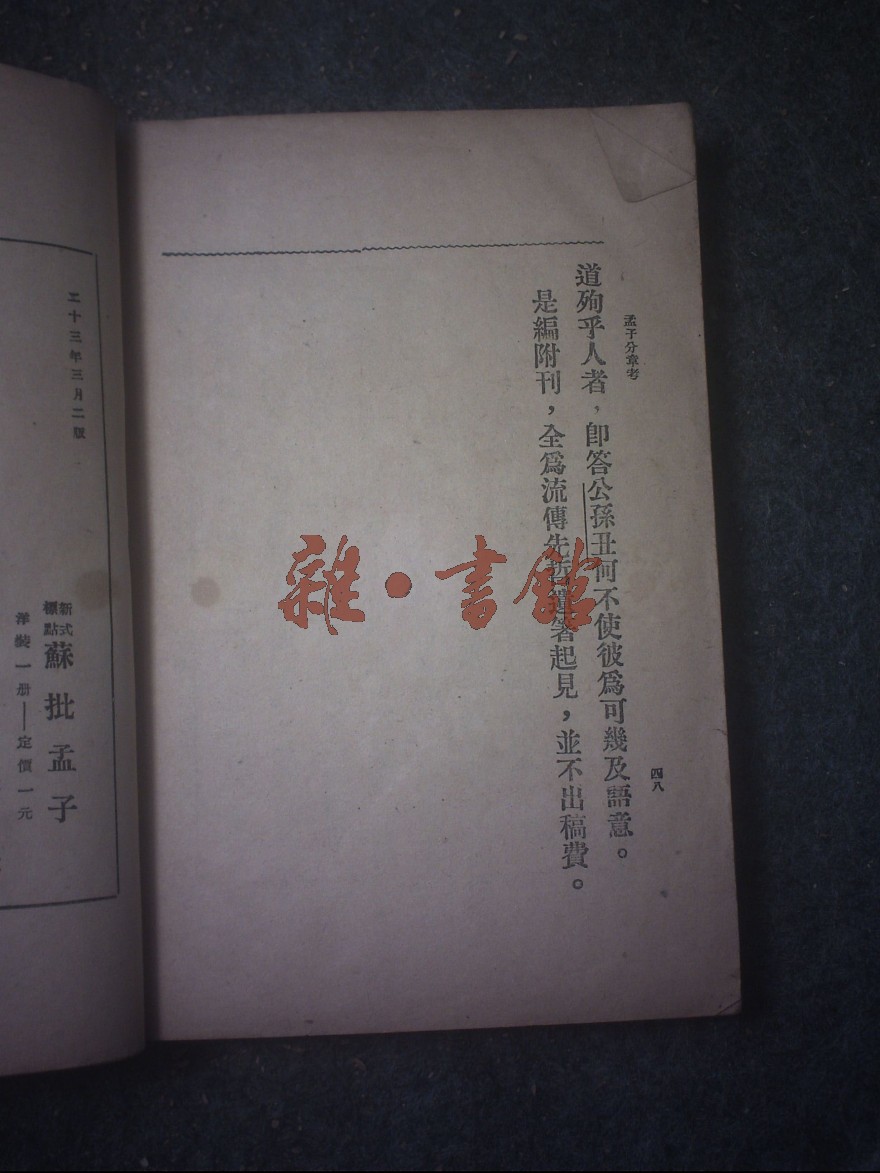 孟子分章考
四八
道殉乎人者，卽答公孫丑何不使彼爲可幾及語意。
是編附刊，全爲流傳先哲遺箸起見，並不出稿費。
雜·書館
二十三年三月二版
新式標點
蘇批孟子
洋裝一册——定價一元